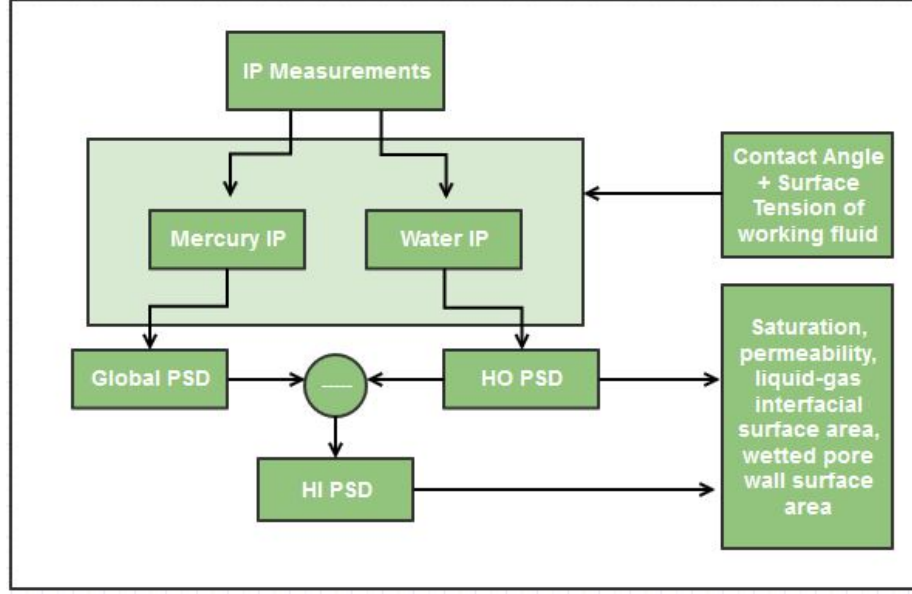 IP Measurements
Contact Angle
+ Surface
Tension of
working fluid
Mercury IP
Water IP
Global PSD
HO PSD
HI PSD
Saturation,
permeability,
liquid-gas
interfacial
surface area,
wetted pore
wall surface
area